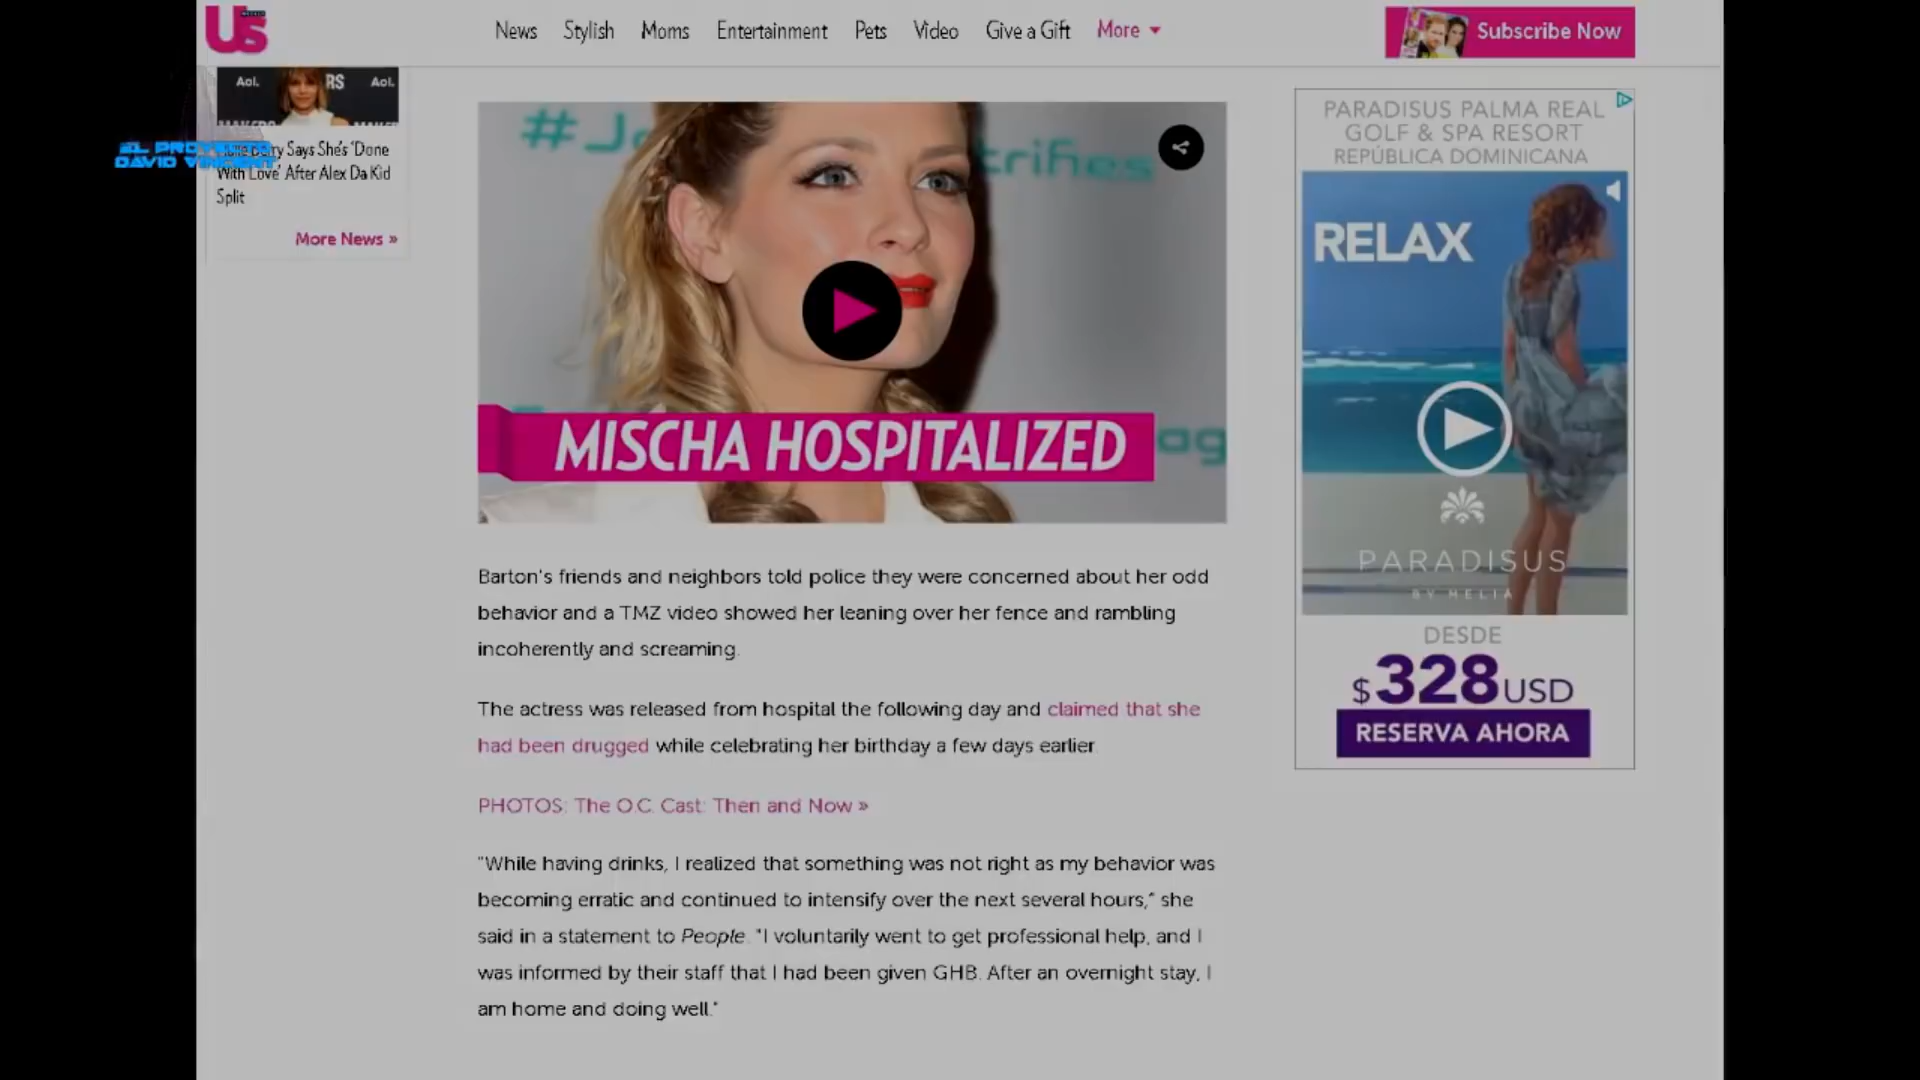 Us
WEEKLY
News Stylish Moms Entertainment Pets Video Give a Gift More
Subscribe Now
Aol. RS Aol.
EL PROYECTO
DAVID VINCENT
Berry Says She's 'Done
With Love' After Alex Da Kid
Split
More News »
MISCHA HOSPITALIZED
Barton's friends and neighbors told police they were concerned about her odd
behavior and a TMZ video showed her leaning over her fence and rambling
incoherently and screaming.
The actress was released from hospital the following day and claimed that she
had been drugged while celebrating her birthday a few days earlier.
PHOTOS: The O.C. Cast: Then and Now »
"While having drinks, I realized that something was not right as my behavior was
becoming erratic and continued to intensify over the next several hours," she
said in a statement to People. "I voluntarily went to get professional help, and I
was informed by their staff that I had been given GHB. After an overnight stay, I
am home and doing well."
PARADISUS PALMA REAL
GOLF & SPA RESORT
REPÚBLICA DOMINICANA
RELAX
PARADISUS
BY MELIÁ
DESDE
$328USD
RESERVA AHORA